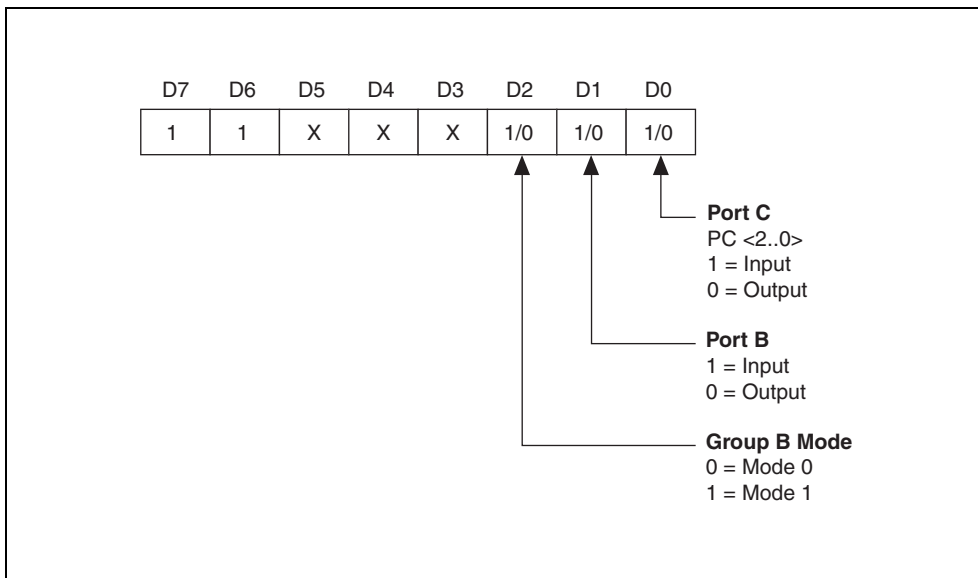 D7 D6 D5 D4 D3 D2 D1 D0
1 1 X X X 1/0 1/0 1/0
Port C
PC <2..0>
1 = Input
0 = Output
Port B
1 = Input
0 = Output
Group B Mode
0 = Mode 0
1 = Mode 1